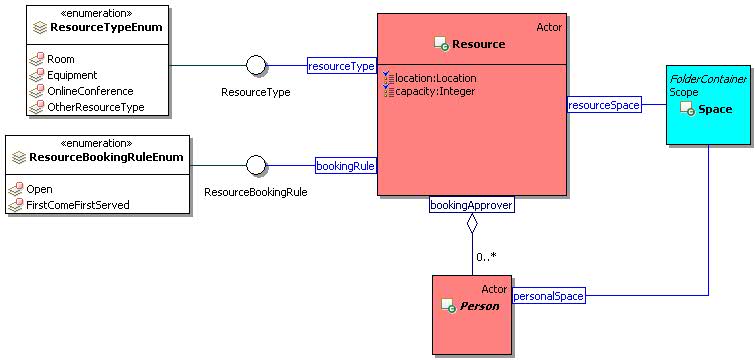 «enumeration»
ResourceTypeEnum
Room
Equipment
OnlineConference
OtherResourceType
ResourceType
resourceType
Actor
Resource
location:Location
capacity:Integer
resourceSpace
FolderContainer
Scope
Space
«enumeration»
ResourceBookingRuleEnum
Open
FirstComeFirstServed
ResourceBookingRule
bookingRule
bookingApprover
0..*
Actor
Person
personalSpace